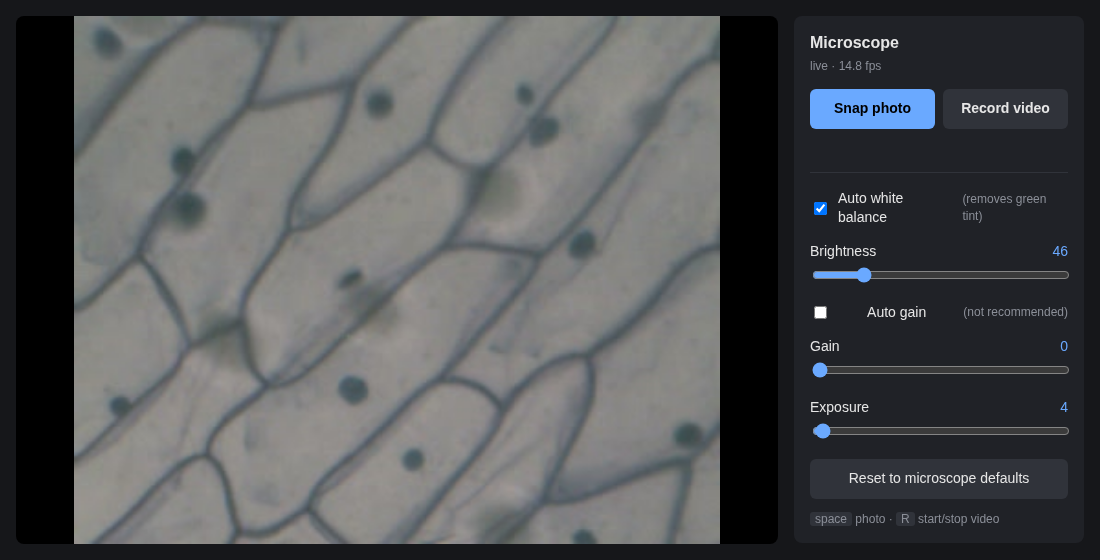 Microscope
live · 14.8 fps
Snap photo
Record video
Auto white balance
(removes green tint)
Brightness
46
Auto gain
(not recommended)
Gain
0
Exposure
4
Reset to microscope defaults
space photo · R start/stop video